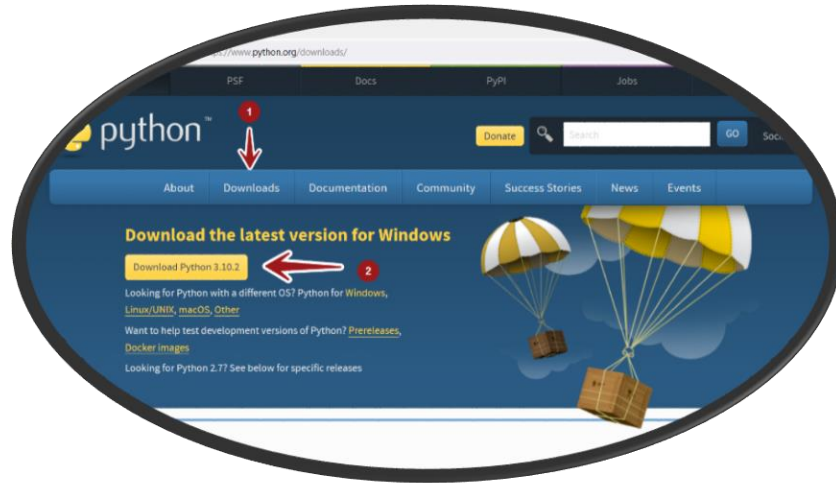 ://www.python.org/downloads/
PSF Docs PyPI Jobs
1
python™
Donate Search GO
About Downloads Documentation Community Success Stories News Events
Download the latest version for Windows
Download Python 3.10.2
2
Looking for Python with a different OS? Python for Windows,
Linux/UNIX, macOS, Other
Want to help test development versions of Python? Prereleases,
Docker images
Looking for Python 2.7? See below for specific releases